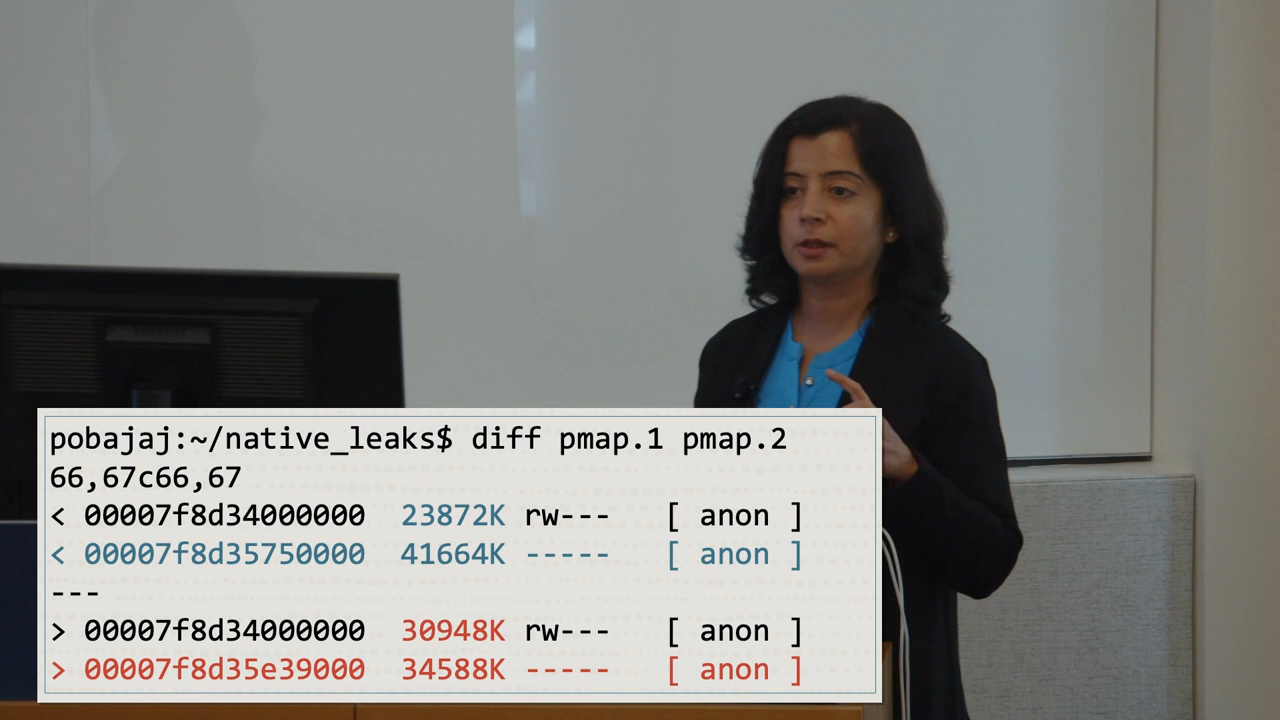 pobajaj:~/native_leaks$ diff pmap.1 pmap.2
66,67c66,67
< 00007f8d34000000  23872K rw---   [ anon ]
< 00007f8d35750000  41664K -----   [ anon ]
---
> 00007f8d34000000  30948K rw---   [ anon ]
> 00007f8d35e39000  34588K -----   [ anon ]